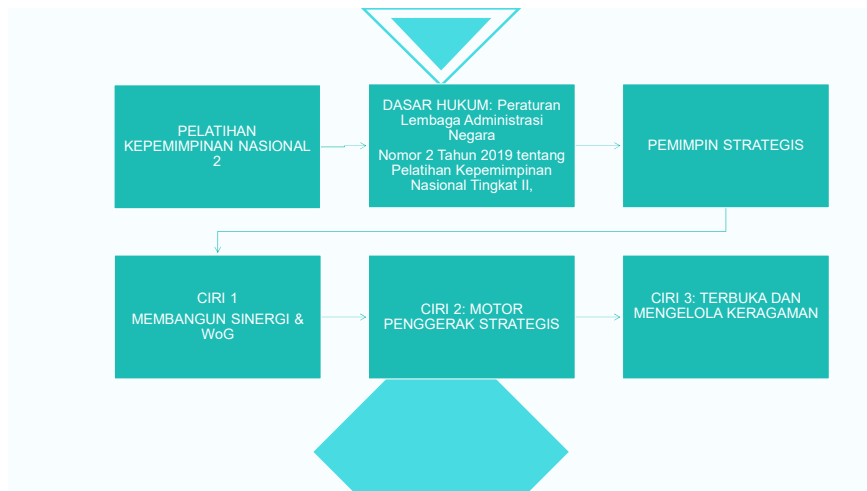 PELATIHAN
KEPEMIMPINAN NASIONAL
2
DASAR HUKUM: Peraturan
Lembaga Administrasi
Negara
Nomor 2 Tahun 2019 tentang
Pelatihan Kepemimpinan
Nasional Tingkat II,
PEMIMPIN STRATEGIS
CIRI 1
MEMBANGUN SINERGI &
WoG
CIRI 2: MOTOR
PENGGERAK STRATEGIS
CIRI 3: TERBUKA DAN
MENGELOLA KERAGAMAN